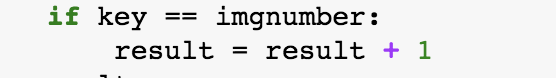 if key == imgnumber:
result = result + 1